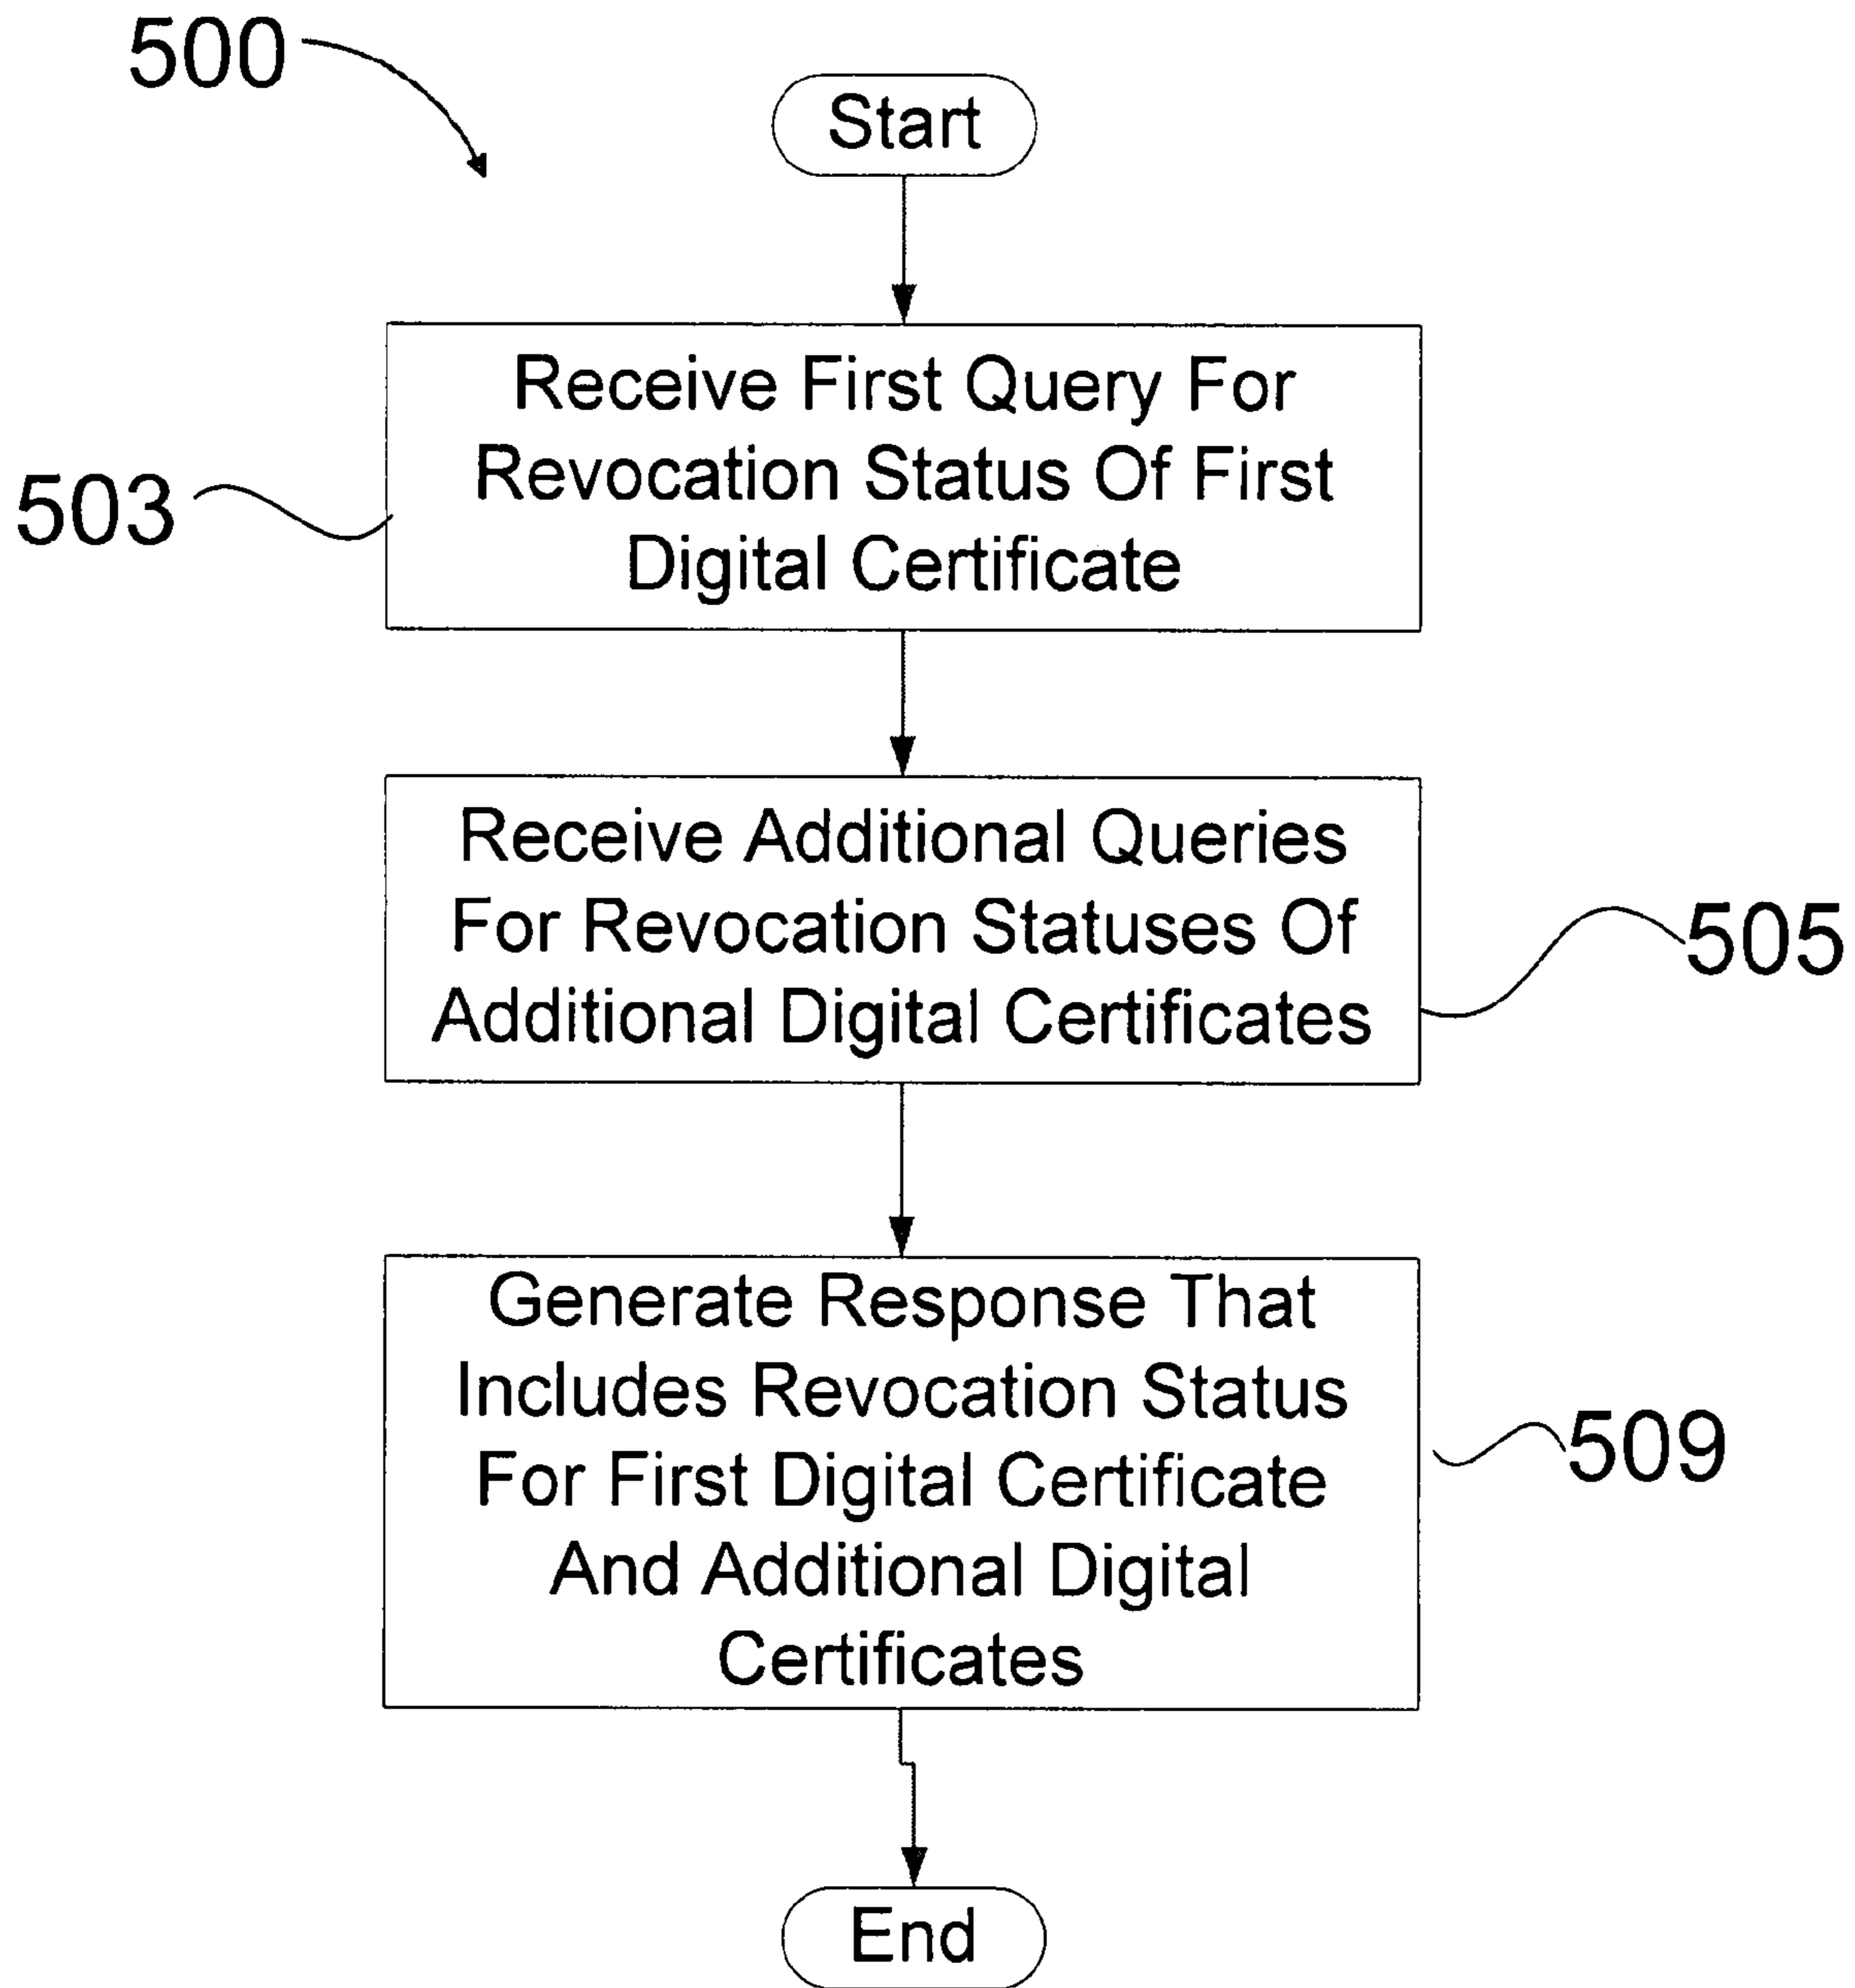 500
Start
Receive First Query For
Revocation Status Of First
Digital Certificate
503
Receive Additional Queries
For Revocation Statuses Of
Additional Digital Certificates
505
Generate Response That
Includes Revocation Status
For First Digital Certificate
And Additional Digital
Certificates
509
End